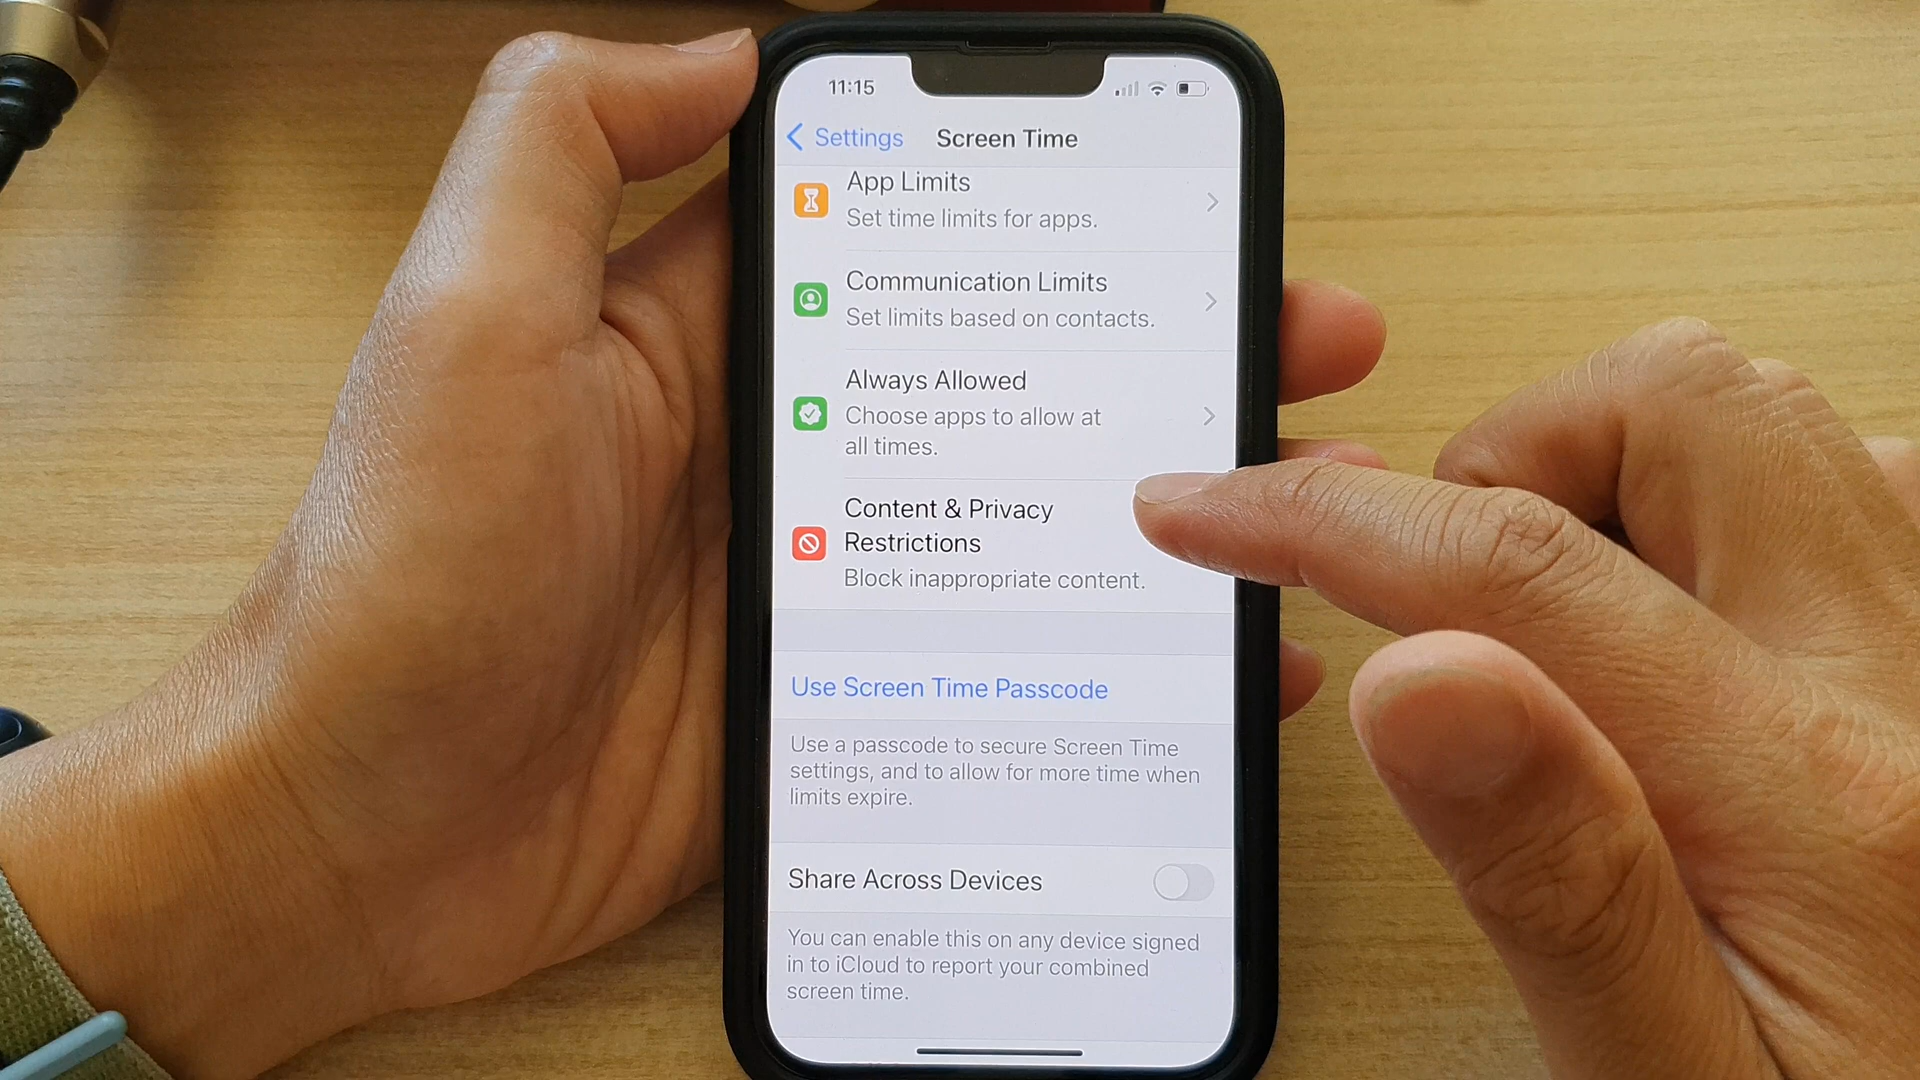 11:15
Settings
Screen Time
App Limits
Set time limits for apps.
Communication Limits
Set limits based on contacts.
Always Allowed
Choose apps to allow at
all times.
Content & Privacy
Restrictions
Block inappropriate content.
Use Screen Time Passcode
Use a passcode to secure Screen Time
settings, and to allow for more time when
limits expire.
Share Across Devices
You can enable this on any device signed
in to iCloud to report your combined
screen time.